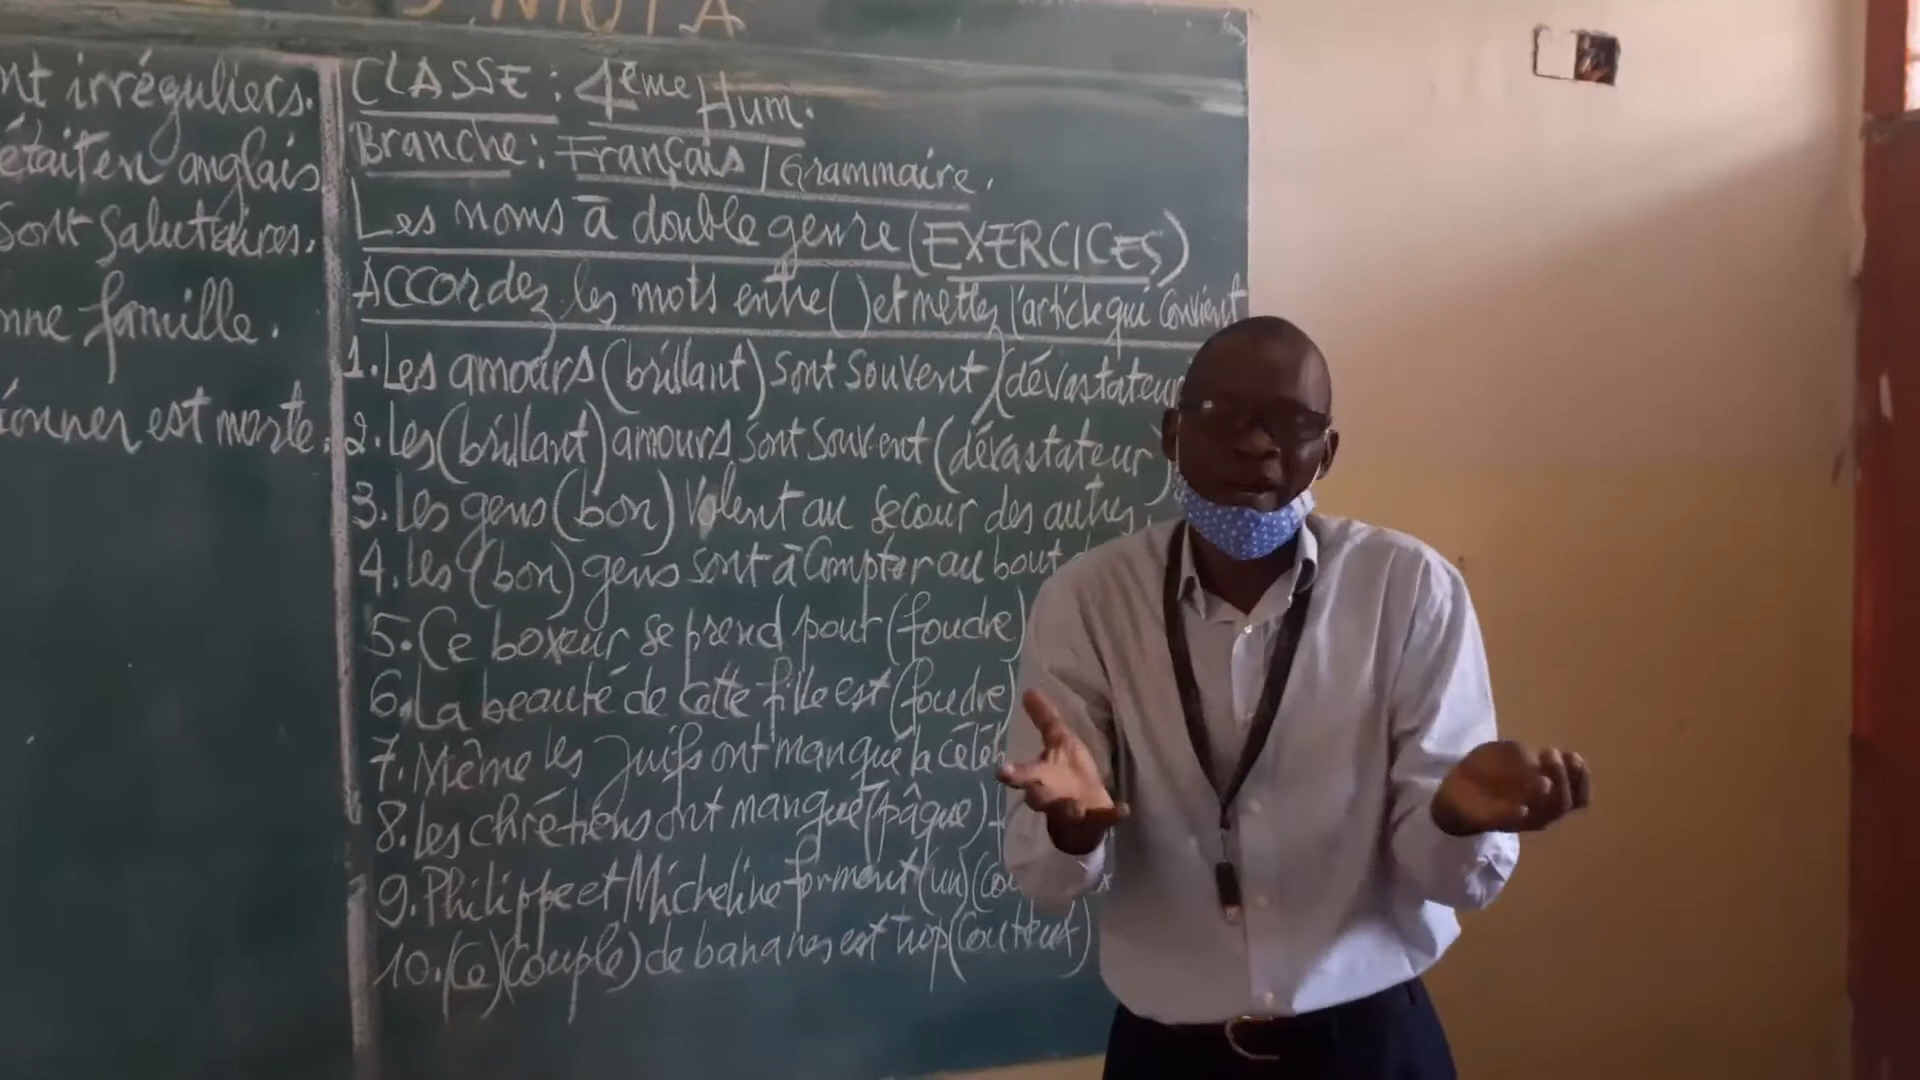 NIOTA
nt irréguliers.
était en anglais
sont salutaires.
nne famille.
ionner est morte.
CLASSE : 4ème Hum.
Branche : Français / Grammaire.
Les noms à double genre (EXERCICES)
Accordez les mots entre ( ) et mettez l'article qui convient
1. Les amours (brillant) sont souvent (dévastateur
2. Les (brillant) amours sont souvent (dévastateur)
3. Les gens (bon) volent au secour des autres.
4. Les (bon) gens sont à compter au bout d
5. Ce boxeur se prend pour (foudre)
6. La beauté de cette fille est (foudre)
7. Même les juifs ont manqué la céléb
8. Les chrétiens ont manqué (pâque)
9. Philippe et Micheline forment (un) (cou
10. (Ce) (couple) de bananes est trop (couteux)